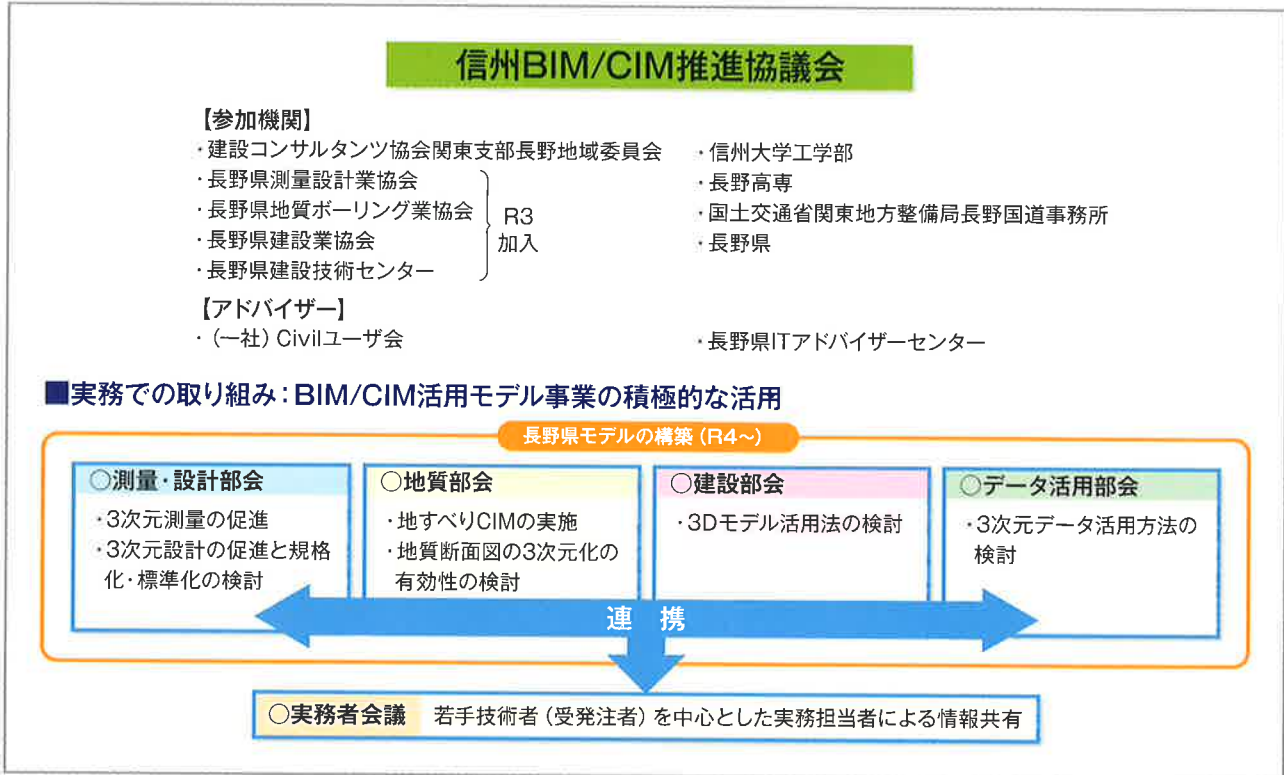 信州BIM/CIM推進協議会
【参加機関】
・建設コンサルタンツ協会関東支部長野地域委員会
・長野県測量設計業協会
・長野県地質ボーリング業協会
・長野県建設業協会
・長野県建設技術センター
R3
加入
・信州大学工学部
・長野高専
・国土交通省関東地方整備局長野国道事務所
・長野県
【アドバイザー】
・(一社)Civilユーザ会
・長野県ITアドバイザーセンター
■実務での取り組み:BIM/CIM活用モデル事業の積極的な活用
長野県モデルの構築(R4~)
○測量・設計部会
・3次元測量の促進
・3次元設計の促進と規格
化・標準化の検討
○地質部会
・地すべりCIMの実施
・地質断面図の3次元化の
有効性の検討
○建設部会
・3Dモデル活用法の検討
○データ活用部会
・3次元データ活用方法の
検討
連 携
○実務者会議 若手技術者(受発注者)を中心とした実務担当者による情報共有